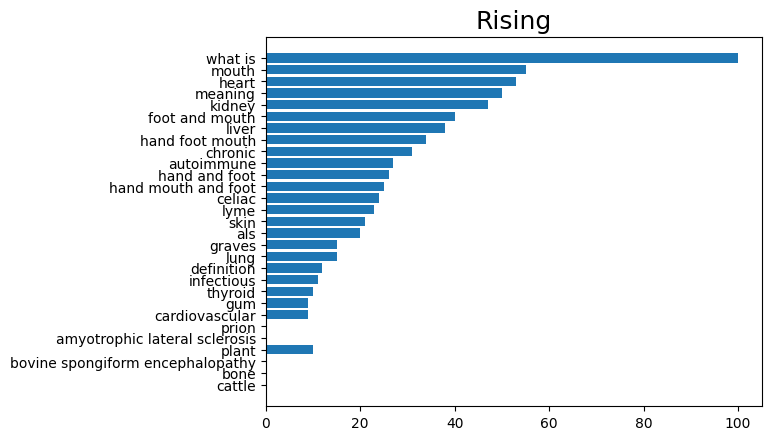 Rising
what is
mouth
heart
meaning
kidney
foot and mouth
liver
hand foot mouth
chronic
autoimmune
hand and foot
hand mouth and foot
celiac
lyme
skin
als
graves
lung
definition
infectious
thyroid
gum
cardiovascular
prion
amyotrophic lateral sclerosis
plant
bovine spongiform encephalopathy
bone
cattle
0 20 40 60 80 100